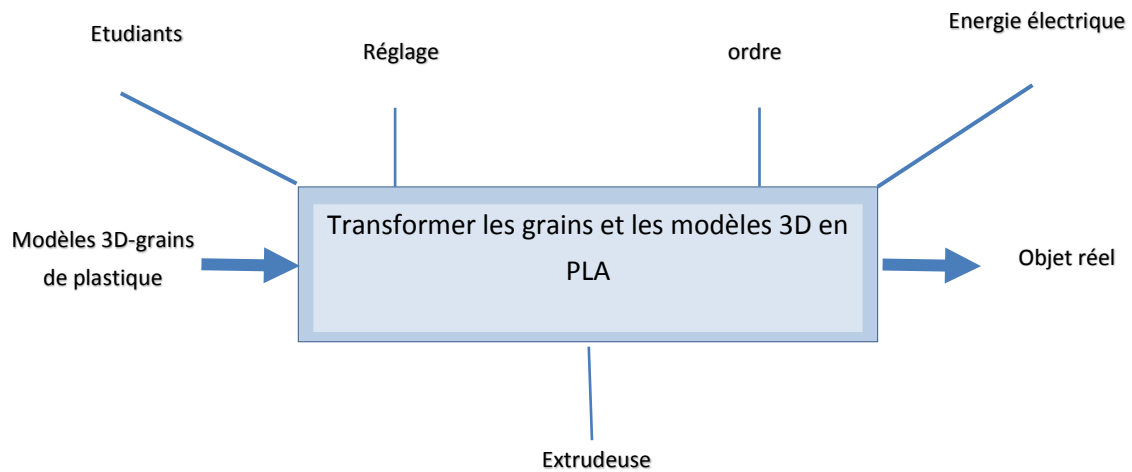 Etudiants
Réglage
ordre
Energie électrique
Modèles 3D-grains
de plastique
Transformer les grains et les modèles 3D en
PLA
Objet réel
Extrudeuse